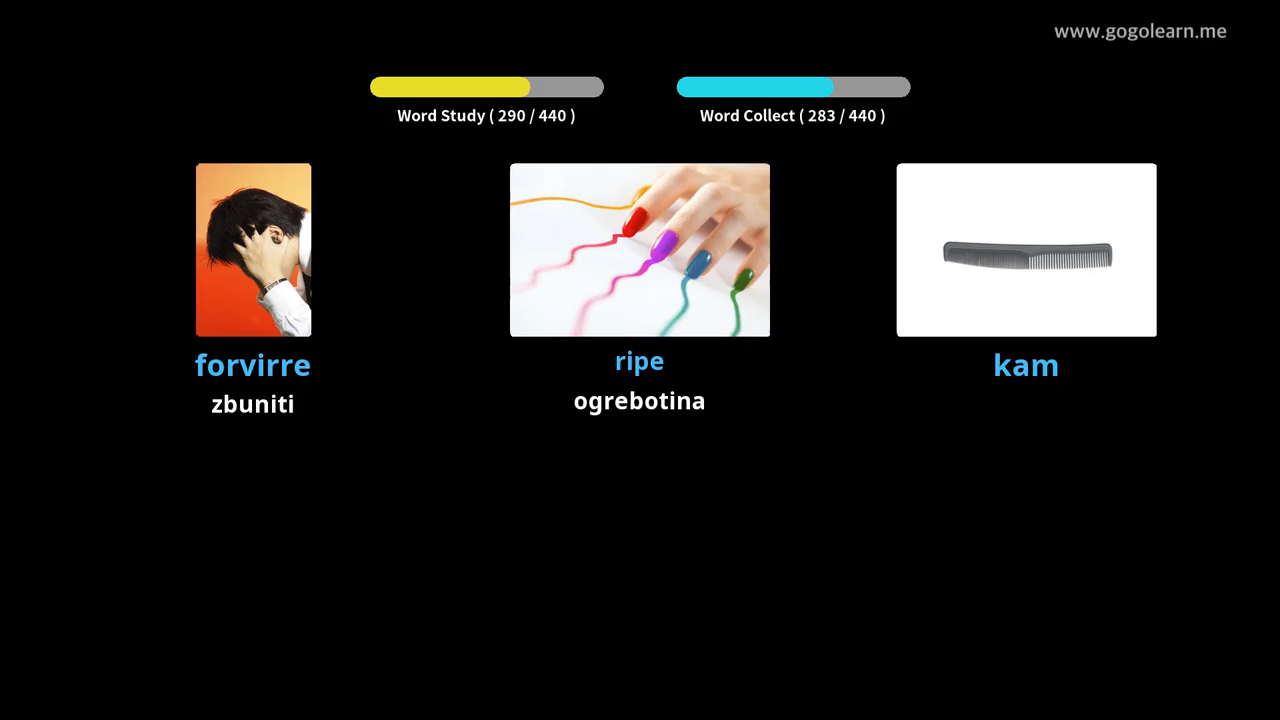 www.gogolearn.me
Word Study ( 290 / 440 )
Word Collect ( 283 / 440 )
forvirre
zbuniti
ripe
ogrebotina
kam